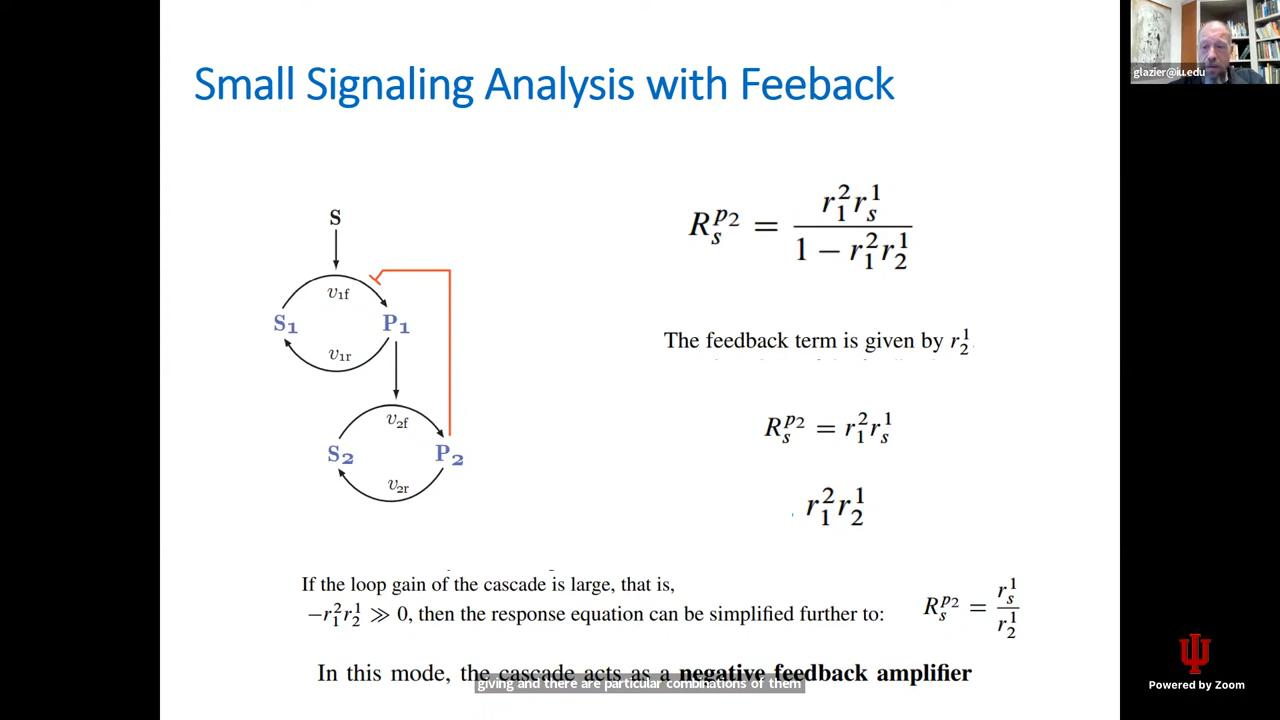 Small Signaling Analysis with Feeback
glazier@iu.edu
S
v1f
S1
P1
v1r
v2f
S2
P2
v2r
R_s^{p2} = \frac{r_1^2 r_s^1}{1 - r_1^2 r_2^1}
The feedback term is given by r_2^1
R_s^{p2} = r_1^2 r_s^1
r_1^2 r_2^1
If the loop gain of the cascade is large, that is,
-r_1^2 r_2^1 ≫ 0, then the response equation can be simplified further to:
R_s^{p2} = \frac{r_s^1}{r_2^1}
In this mode, the cascade acts as a negative feedback amplifier
giving and there are particular combinations of them
Powered by Zoom